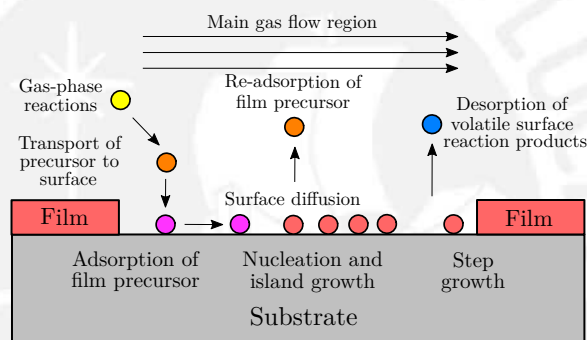 Main gas flow region
Gas-phase
reactions
Re-adsorption of
film precursor
Desorption of
volatile surface
reaction products
Transport of
precursor to
surface
Surface diffusion
Film
Film
Adsorption of
film precursor
Nucleation and
island growth
Step
growth
Substrate